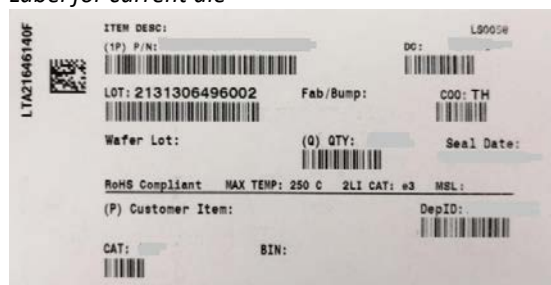 Label for current die
LTA21646140F
ITEM DESC:
(1P) P/N:
DC:
LOT: 2131306496002
Fab/Bump:
COO: TH
Wafer Lot:
(Q) QTY:
Seal Date:
RoHS Compliant MAX TEMP: 250 C 2LI CAT: e3 MSL:
(P) Customer Item:
DepID:
CAT:
BIN: